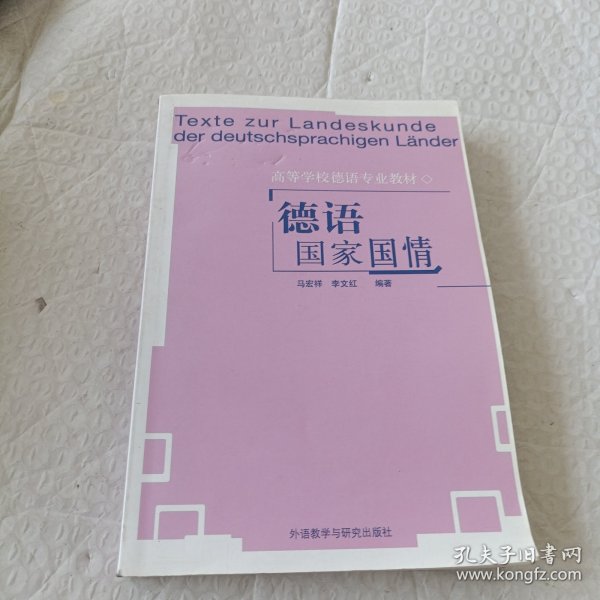 Texte zur Landeskunde
der deutschsprachigen Länder
高等学校德语专业教材◇
德语
国家国情
马宏祥 李文红 编著
外语教学与研究出版社
孔夫子旧书网
www.kongfz.com